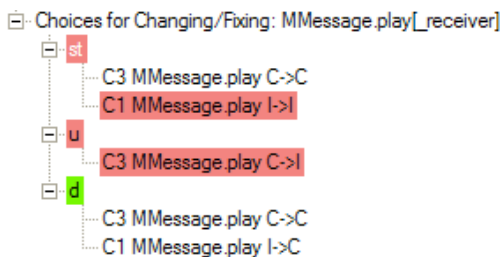 Choices for Changing/Fixing: MMessage.play[_receiver]
st
C3 MMessage.play C->C
C1 MMessage.play I->I
u
C3 MMessage.play C->I
d
C3 MMessage.play C->C
C1 MMessage.play I->C